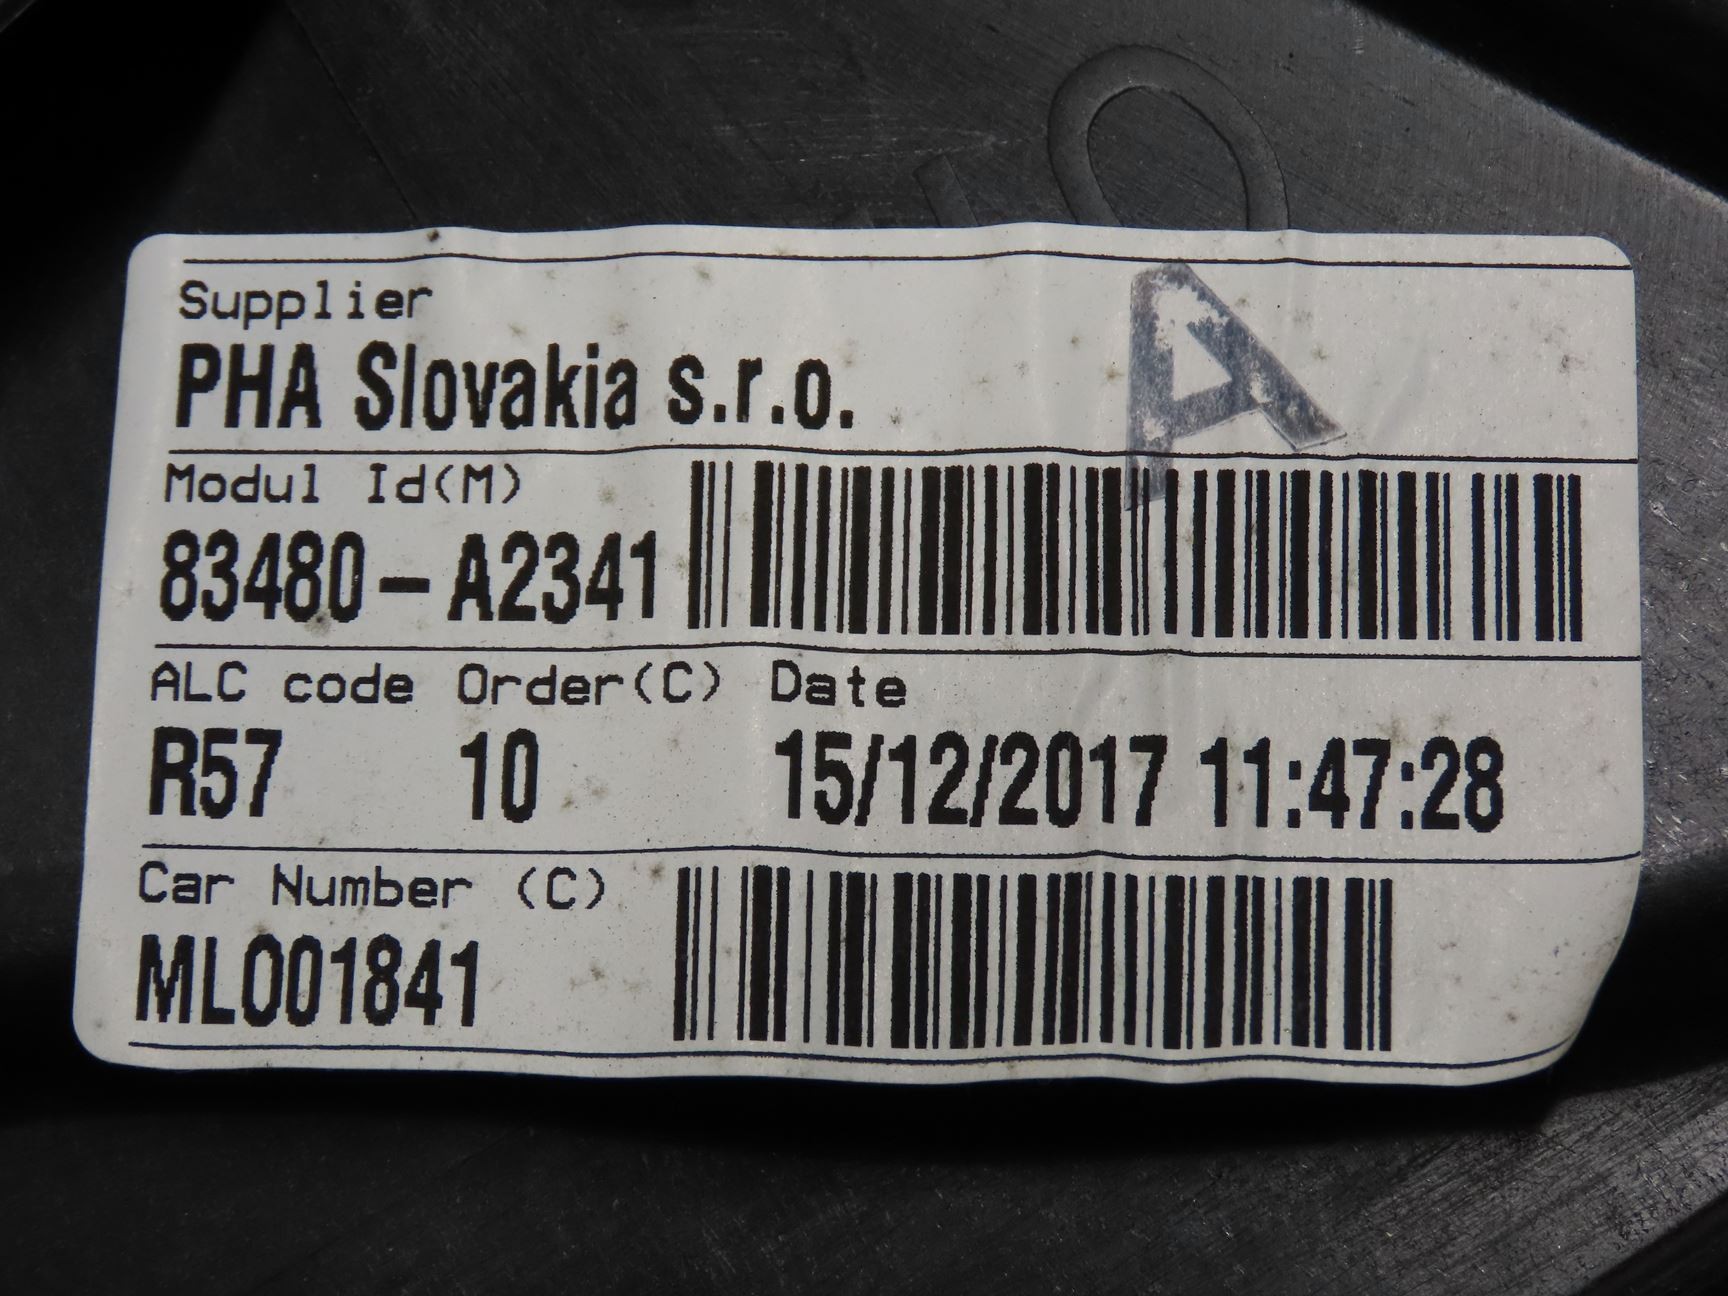 Supplier
A
PHA Slovakia s.r.o.
Modul Id(M)
83480-A2341
ALC code Order(C) Date
R57 10 15/12/2017 11:47:28
Car Number (C)
ML001841